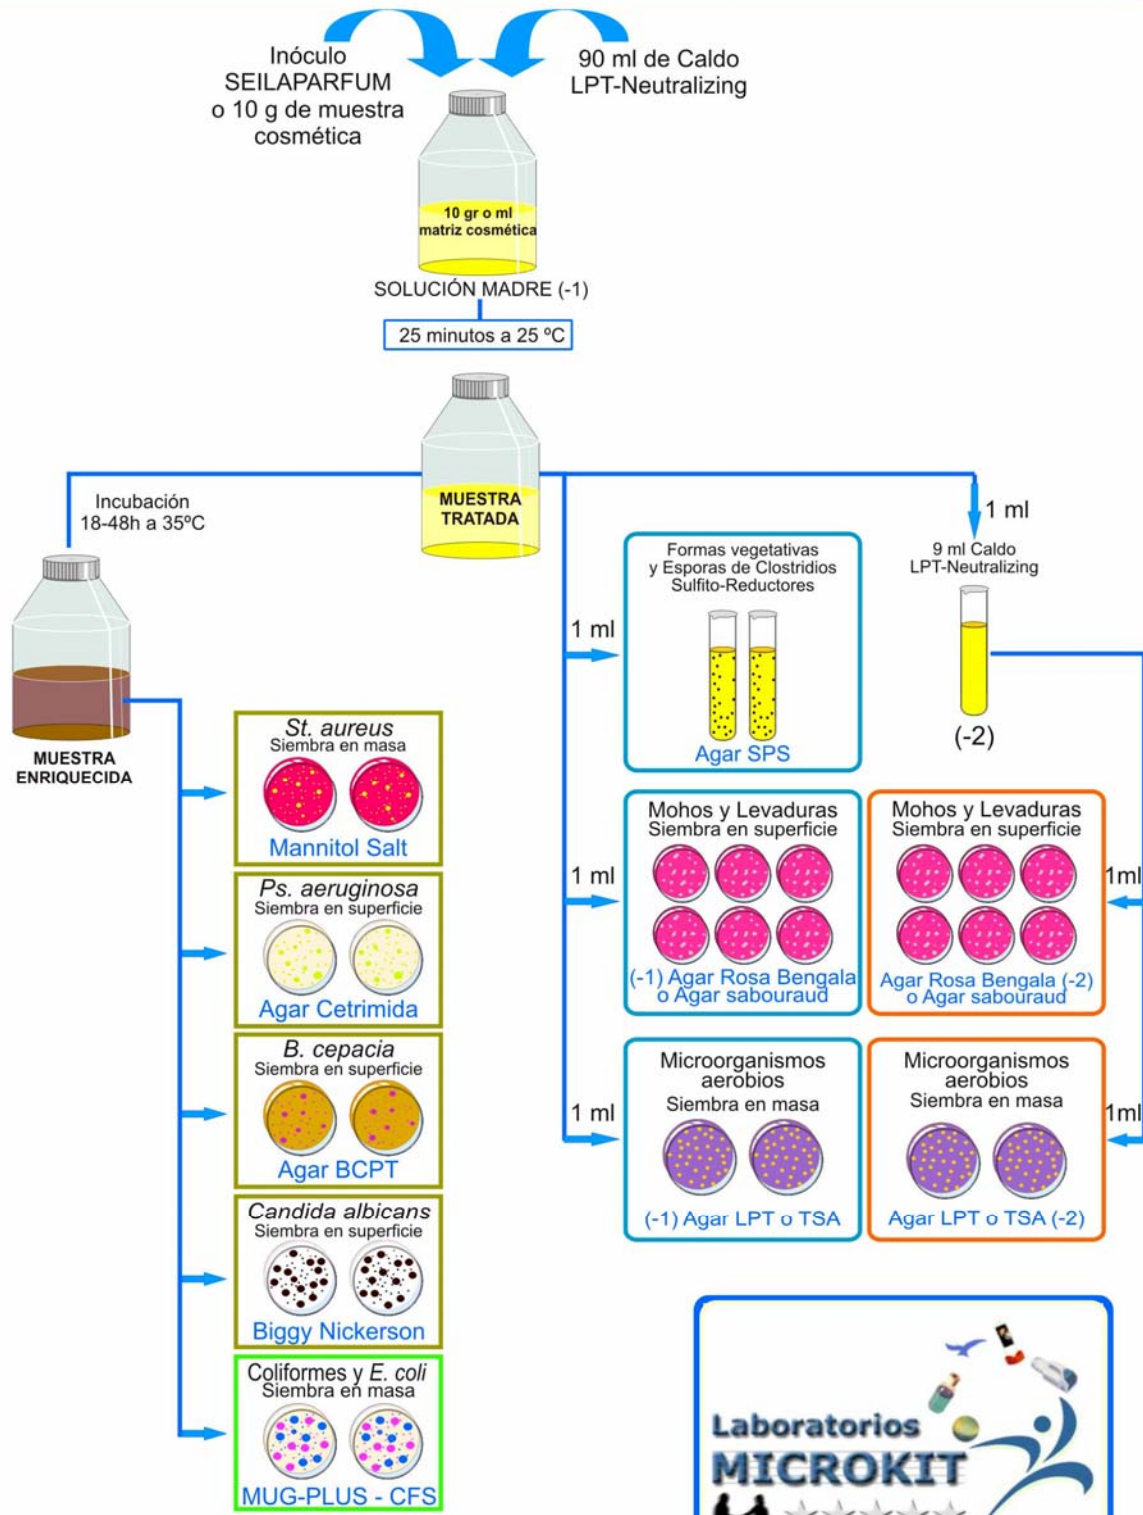 Inóculo
SEILAPARFUM
o 10 g de muestra
cosmética
90 ml de Caldo
LPT-Neutralizing
10 gr o ml
matriz cosmética
SOLUCIÓN MADRE (-1)
25 minutos a 25 ºC
MUESTRA
TRATADA
Incubación
18-48h a 35ºC
MUESTRA
ENRIQUECIDA
St. aureus
Siembra en masa
Mannitol Salt
Ps. aeruginosa
Siembra en superficie
Agar Cetrimida
B. cepacia
Siembra en superficie
Agar BCPT
Candida albicans
Siembra en superficie
Biggy Nickerson
Coliformes y E. coli
Siembra en masa
MUG-PLUS - CFS
1 ml
Formas vegetativas
y Esporas de Clostridios
Sulfito-Reductores
Agar SPS
1 ml
9 ml Caldo
LPT-Neutralizing
(-2)
1 ml
Mohos y Levaduras
Siembra en superficie
(-1) Agar Rosa Bengala
o Agar sabouraud
Mohos y Levaduras
Siembra en superficie
Agar Rosa Bengala (-2)
o Agar sabouraud
1ml
1 ml
Microorganismos
aerobios
Siembra en masa
(-1) Agar LPT o TSA
Microorganismos
aerobios
Siembra en masa
Agar LPT o TSA (-2)
1ml
Laboratorios
MICROKIT